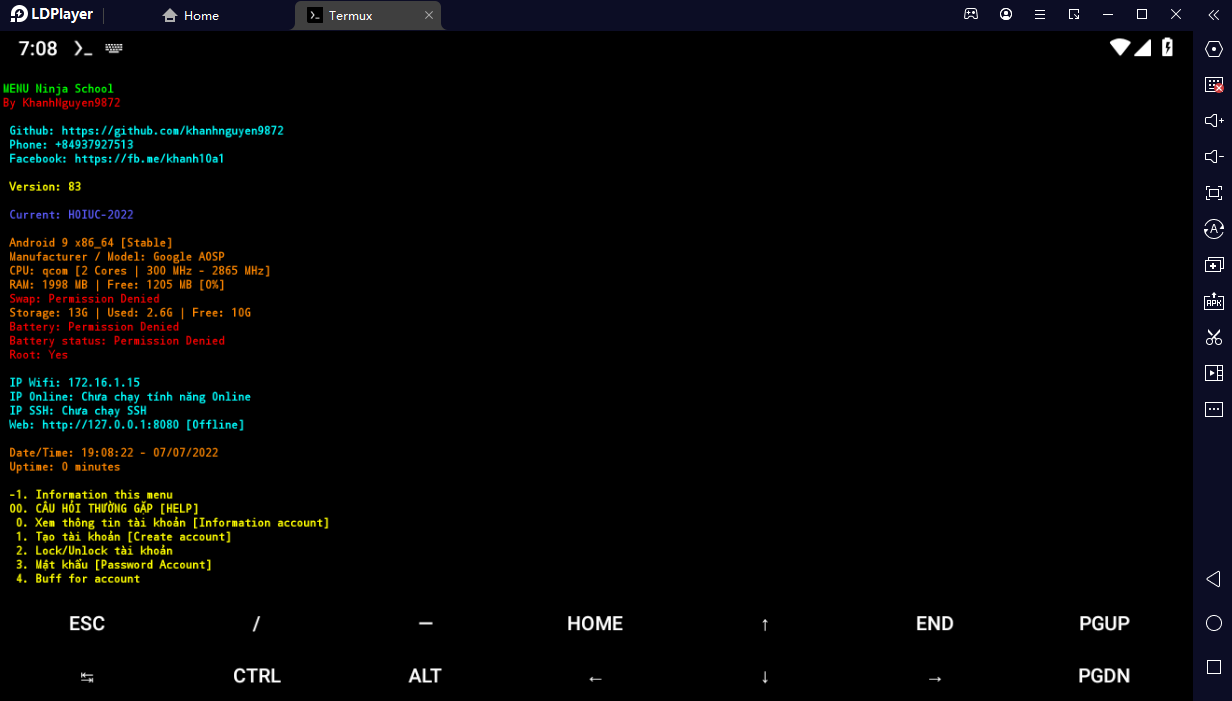 LDPlayer
Home
Termux
7:08
MENU Ninja School
By KhanhNguyen9872
Github: https://github.com/khanhnguyen9872
Phone: +84937927513
Facebook: https://fb.me/khanh10a1
Version: 83
Current: HOIUC-2022
Android 9 x86_64 [Stable]
Manufacturer / Model: Google AOSP
CPU: qcom [2 Cores | 300 MHz - 2865 MHz]
RAM: 1998 MB | Free: 1205 MB [0%]
Swap: Permission Denied
Storage: 13G | Used: 2.6G | Free: 10G
Battery: Permission Denied
Battery status: Permission Denied
Root: Yes
IP Wifi: 172.16.1.15
IP Online: Chưa chạy tính năng Online
IP SSH: Chưa chạy SSH
Web: http://127.0.0.1:8080 [Offline]
Date/Time: 19:08:22 - 07/07/2022
Uptime: 0 minutes
-1. Information this menu
00. CÂU HỎI THƯỜNG GẶP [HELP]
0. Xem thông tin tài khoản [Information account]
1. Tạo tài khoản [Create account]
2. Lock/Unlock tài khoản
3. Mật khẩu [Password Account]
4. Buff for account
ESC / — HOME ↑ END PGUP
↹ CTRL ALT ← ↓ → PGDN